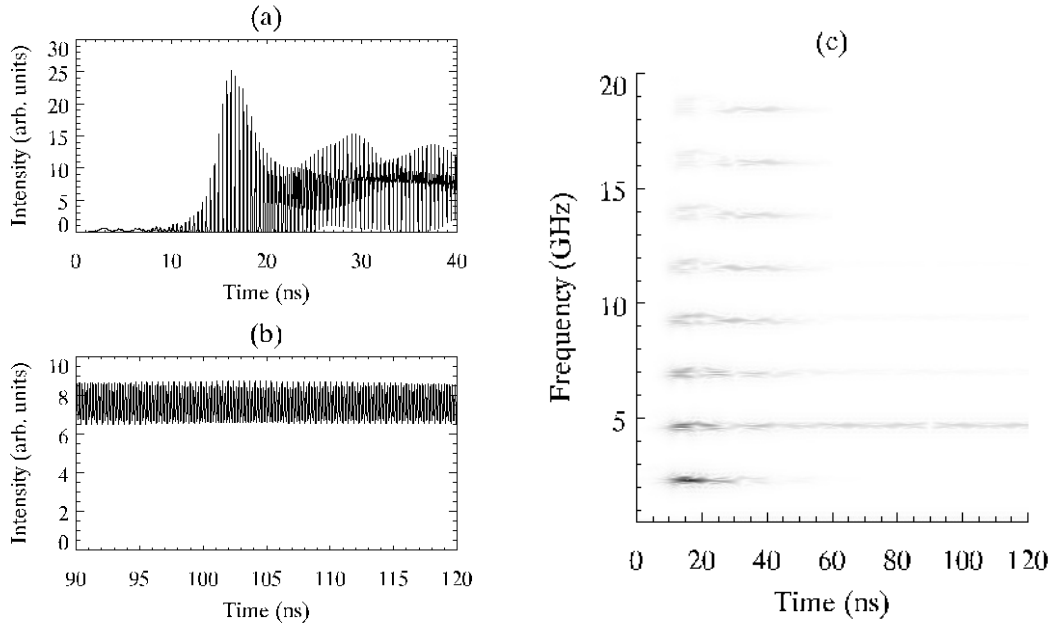 (a)
Intensity (arb. units)
30
25
20
15
10
5
0
0 10 20 30 40
Time (ns)
(b)
Intensity (arb. units)
10
8
6
4
2
0
90 95 100 105 110 115 120
Time (ns)
(c)
Frequency (GHz)
20
15
10
5
0 20 40 60 80 100 120
Time (ns)